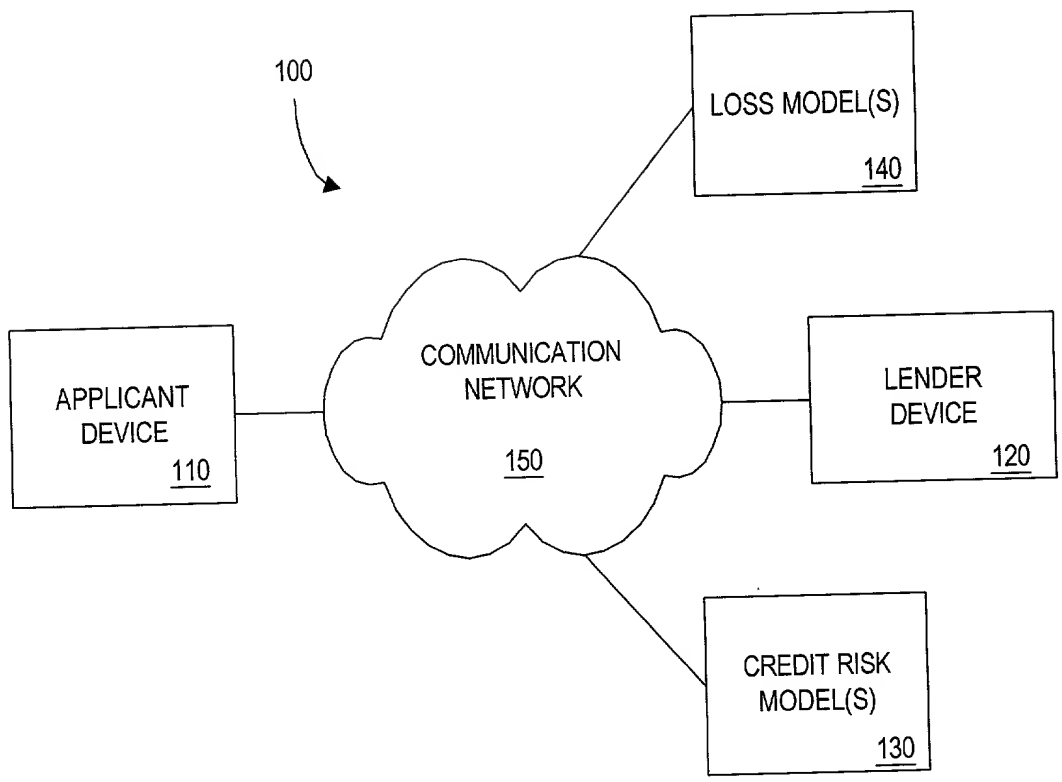 100
LOSS MODEL(S)
140
COMMUNICATION
NETWORK
150
APPLICANT
DEVICE
110
LENDER
DEVICE
120
CREDIT RISK
MODEL(S)
130